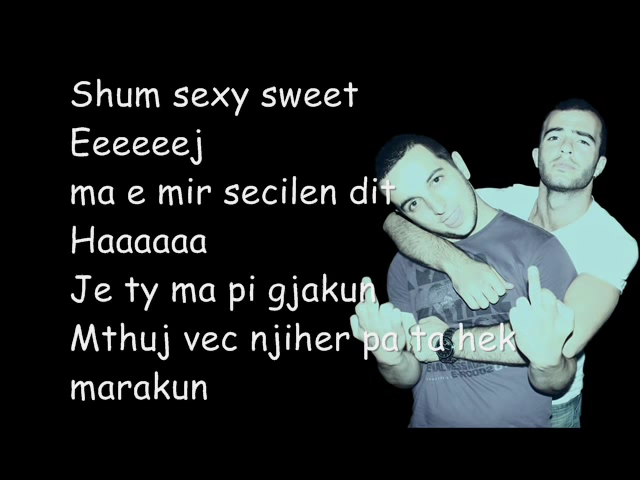 Shum sexy sweet
Eeeeeej
ma e mir secilen dit
Haaaaaa
Je ty ma pi gjakun
Mthuj vec njiher pa ta hek
marakun